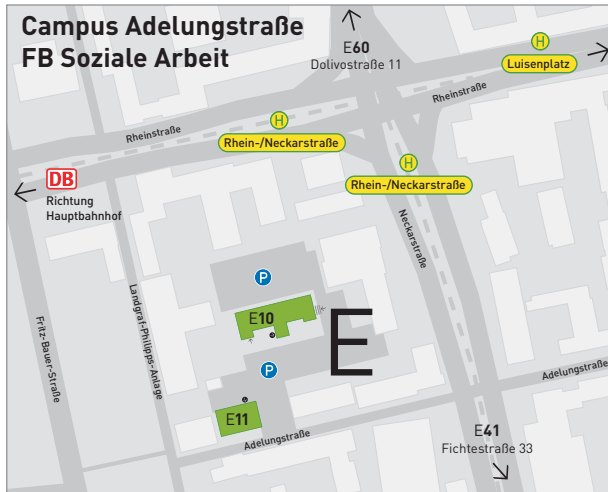 Campus Adelungstraße
FB Soziale Arbeit
E60
Dolivostraße 11
H
Luisenplatz
Rheinstraße
H
Rhein-/Neckarstraße
Rheinstraße
H
Rhein-/Neckarstraße
DB
Richtung
Hauptbahnhof
Neckarstraße
P
Landgraf-Philipps-Anlage
Fritz-Bauer-Straße
E10
E
P
Adelungstraße
E11
Adelungstraße
E41
Fichtestraße 33